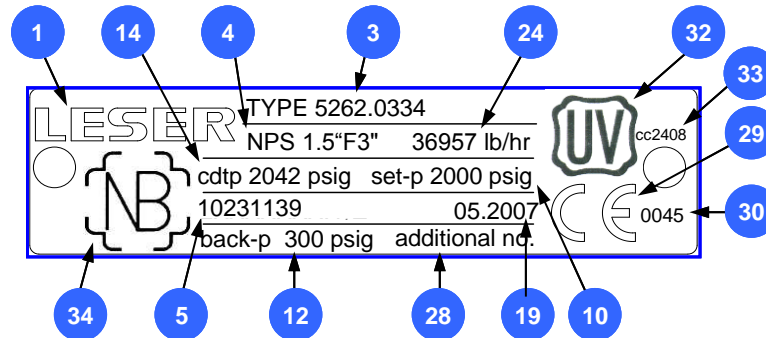 1 14 4 3 24 32
33
LESER TYPE 5262.0334 UV cc2408
NPS 1.5“F3" 36957 lb/hr
29
NB cdtp 2042 psig set-p 2000 psig
10231139 05.2007 CE 0045 30
back-p 300 psig additional no.
34 5 12 28 19 10